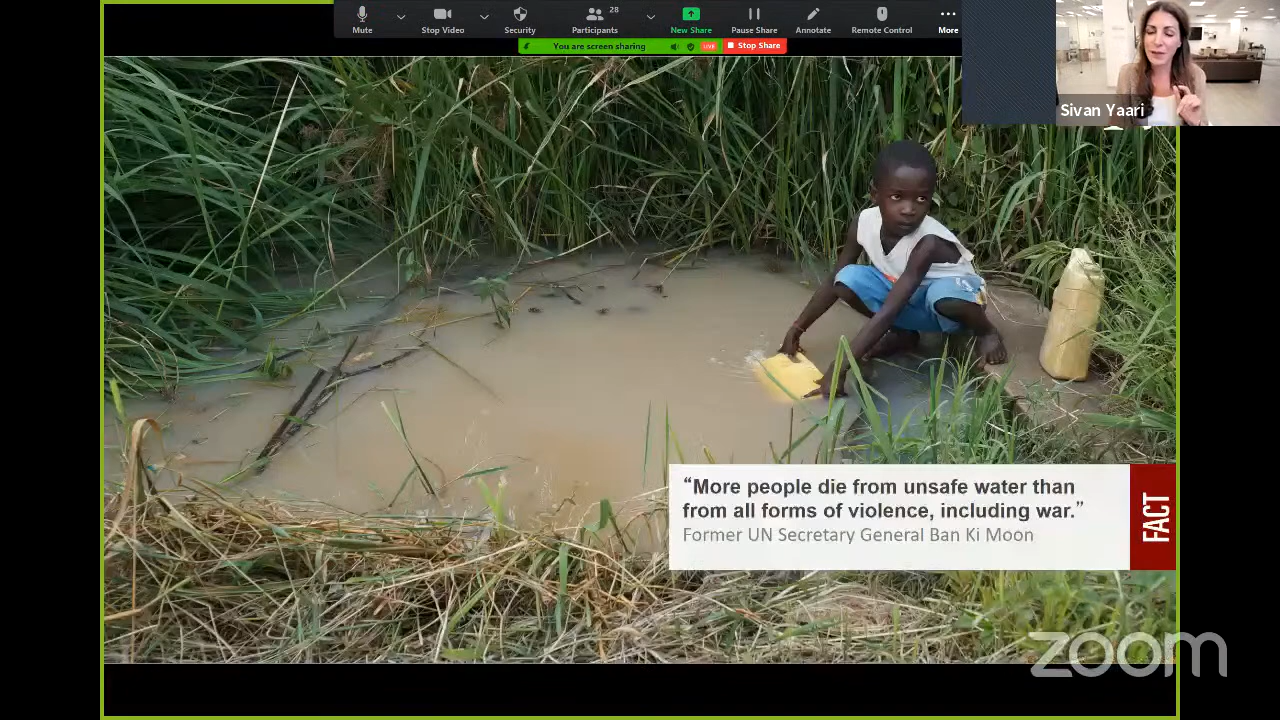 28
Mute
Stop Video
Security
Participants
New Share
Pause Share
Annotate
Remote Control
More
You are screen sharing
LIVE
Stop Share
Sivan Yaari
“More people die from unsafe water than
from all forms of violence, including war.”
Former UN Secretary General Ban Ki Moon
FACT
zoom